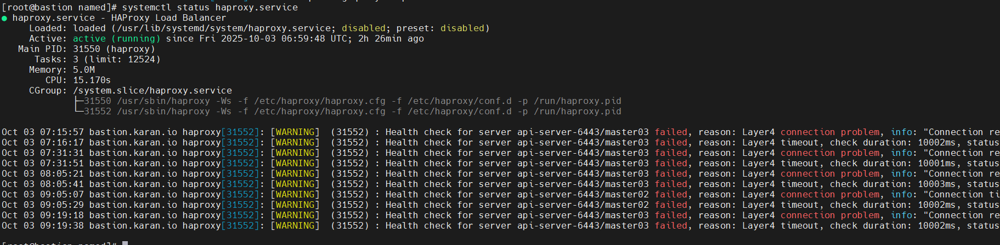 [root@bastion named]# systemctl status haproxy.service
● haproxy.service - HAProxy Load Balancer
     Loaded: loaded (/usr/lib/systemd/system/haproxy.service; disabled; preset: disabled)
     Active: active (running) since Fri 2025-10-03 06:59:48 UTC; 2h 26min ago
   Main PID: 31550 (haproxy)
      Tasks: 3 (limit: 12524)
     Memory: 5.0M
        CPU: 15.170s
     CGroup: /system.slice/haproxy.service
             ├─31550 /usr/sbin/haproxy -Ws -f /etc/haproxy/haproxy.cfg -f /etc/haproxy/conf.d -p /run/haproxy.pid
             └─31552 /usr/sbin/haproxy -Ws -f /etc/haproxy/haproxy.cfg -f /etc/haproxy/conf.d -p /run/haproxy.pid
Oct 03 07:15:57 bastion.karan.io haproxy[31552]: [WARNING]  (31552) : Health check for server api-server-6443/master03 failed, reason: Layer4 connection problem, info: "Connection re
Oct 03 07:16:17 bastion.karan.io haproxy[31552]: [WARNING]  (31552) : Health check for server api-server-6443/master03 failed, reason: Layer4 timeout, check duration: 10002ms, status
Oct 03 07:31:31 bastion.karan.io haproxy[31552]: [WARNING]  (31552) : Health check for server api-server-6443/master03 failed, reason: Layer4 connection problem, info: "Connection re
Oct 03 07:31:51 bastion.karan.io haproxy[31552]: [WARNING]  (31552) : Health check for server api-server-6443/master03 failed, reason: Layer4 timeout, check duration: 10001ms, status
Oct 03 08:05:21 bastion.karan.io haproxy[31552]: [WARNING]  (31552) : Health check for server api-server-6443/master03 failed, reason: Layer4 connection problem, info: "Connection re
Oct 03 08:05:41 bastion.karan.io haproxy[31552]: [WARNING]  (31552) : Health check for server api-server-6443/master03 failed, reason: Layer4 timeout, check duration: 10003ms, status
Oct 03 09:05:07 bastion.karan.io haproxy[31552]: [WARNING]  (31552) : Health check for server api-server-6443/master02 failed, reason: Layer4 connection problem, info: "Connection ti
Oct 03 09:05:29 bastion.karan.io haproxy[31552]: [WARNING]  (31552) : Health check for server api-server-6443/master02 failed, reason: Layer4 timeout, check duration: 10002ms, status
Oct 03 09:19:18 bastion.karan.io haproxy[31552]: [WARNING]  (31552) : Health check for server api-server-6443/master03 failed, reason: Layer4 connection problem, info: "Connection re
Oct 03 09:19:38 bastion.karan.io haproxy[31552]: [WARNING]  (31552) : Health check for server api-server-6443/master03 failed, reason: Layer4 timeout, check duration: 10002ms, status
[root@bastion named]#